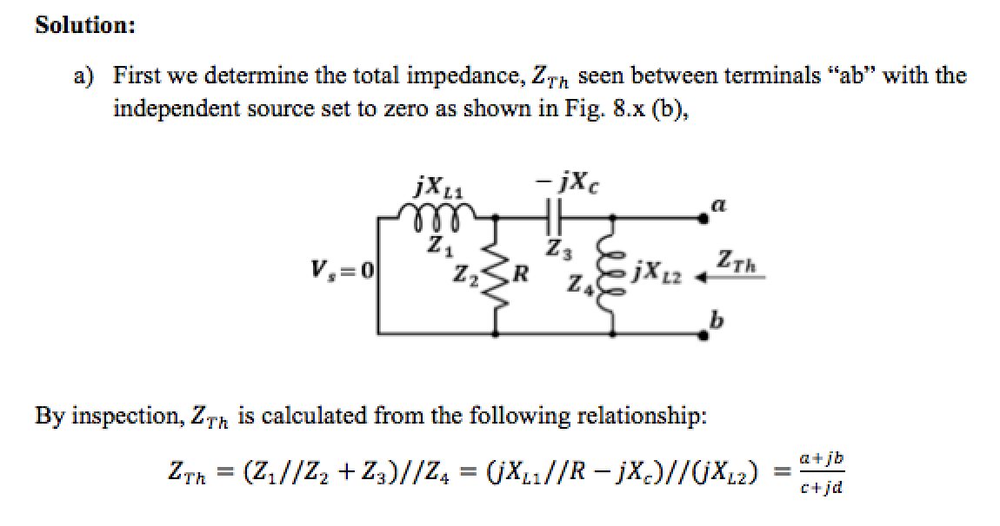 Solution:
a) First we determine the total impedance, Z_Th seen between terminals “ab” with the
independent source set to zero as shown in Fig. 8.x (b),
jX_L1
− jX_C
a
Z_1
Z_3
V_s=0
Z_2
R
Z_4
jX_L2
Z_Th
b
By inspection, Z_Th is calculated from the following relationship:
Z_Th = (Z_1//Z_2 + Z_3)//Z_4 = (jX_L1//R − jX_c)//(jX_L2) = \frac{a+jb}{c+jd}